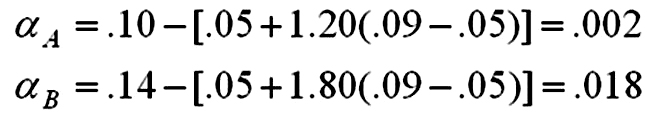 α_A = .10 − [.05 + 1.20(.09 − .05)] = .002
α_B = .14 − [.05 + 1.80(.09 − .05)] = .018